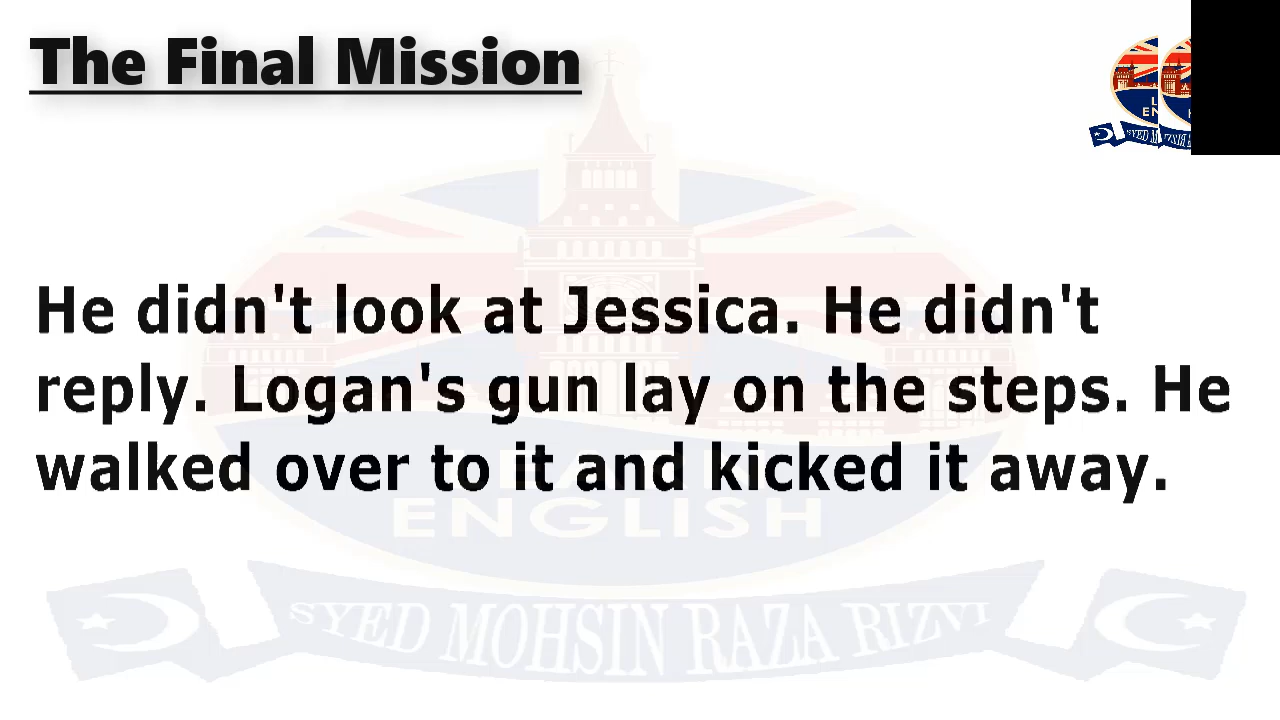 The Final Mission
He didn't look at Jessica. He didn't
reply. Logan's gun lay on the steps. He
walked over to it and kicked it away.
ENGLISH
SYED MOHSIN RAZA RIZVI